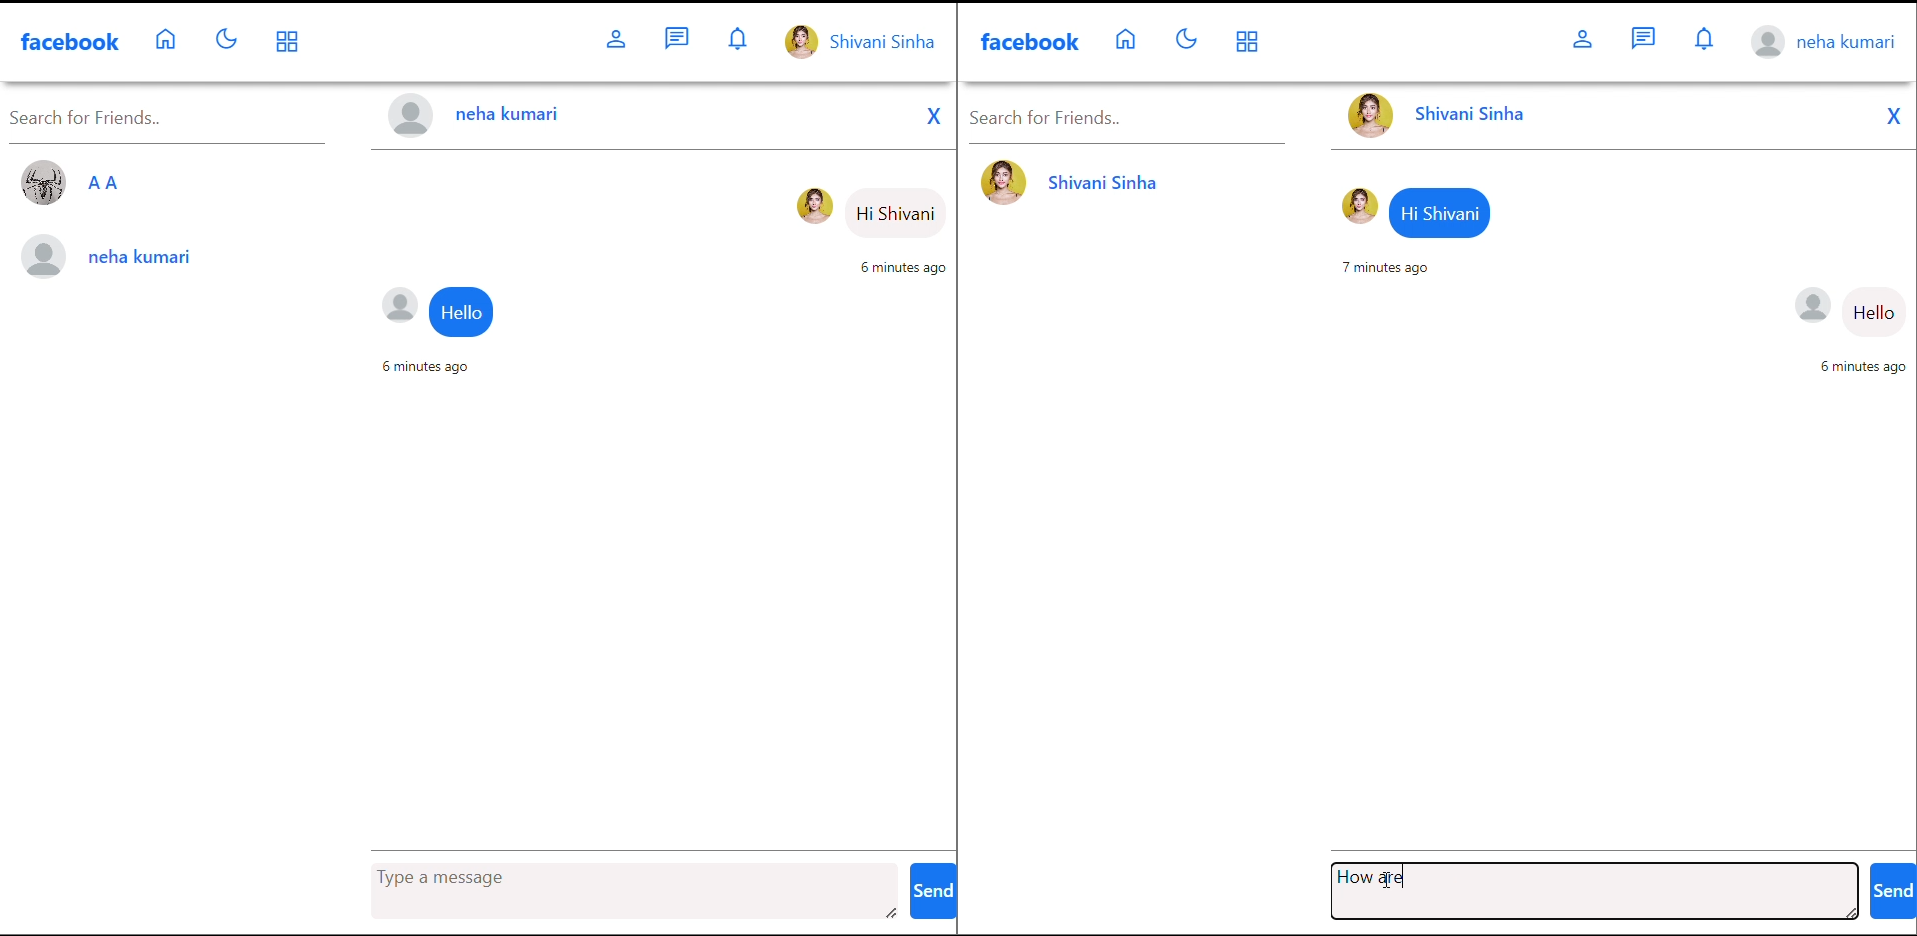 facebook
Shivani Sinha
Search for Friends..
A A
neha kumari
neha kumari
X
Hi Shivani
6 minutes ago
Hello
6 minutes ago
Type a message
Send
facebook
neha kumari
Search for Friends..
Shivani Sinha
Shivani Sinha
X
Hi Shivani
7 minutes ago
Hello
6 minutes ago
How are
Send